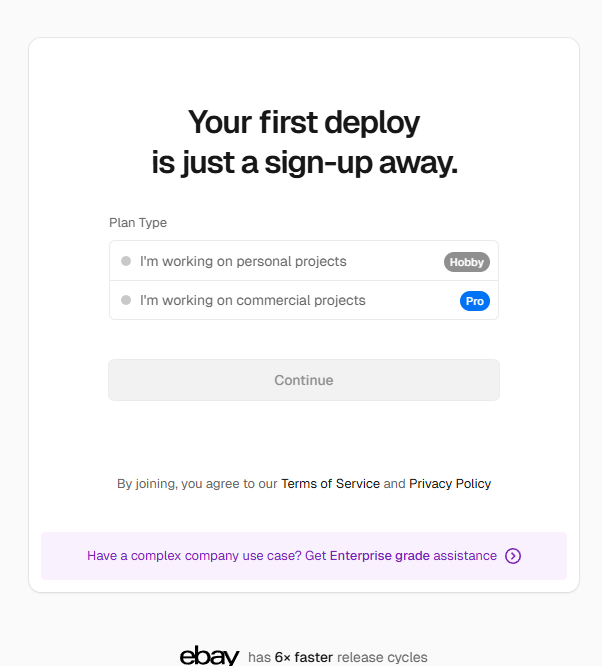 Your first deploy
is just a sign-up away.
Plan Type
I'm working on personal projects Hobby
I'm working on commercial projects Pro
Continue
By joining, you agree to our Terms of Service and Privacy Policy
Have a complex company use case? Get Enterprise grade assistance
ebay has 6× faster release cycles